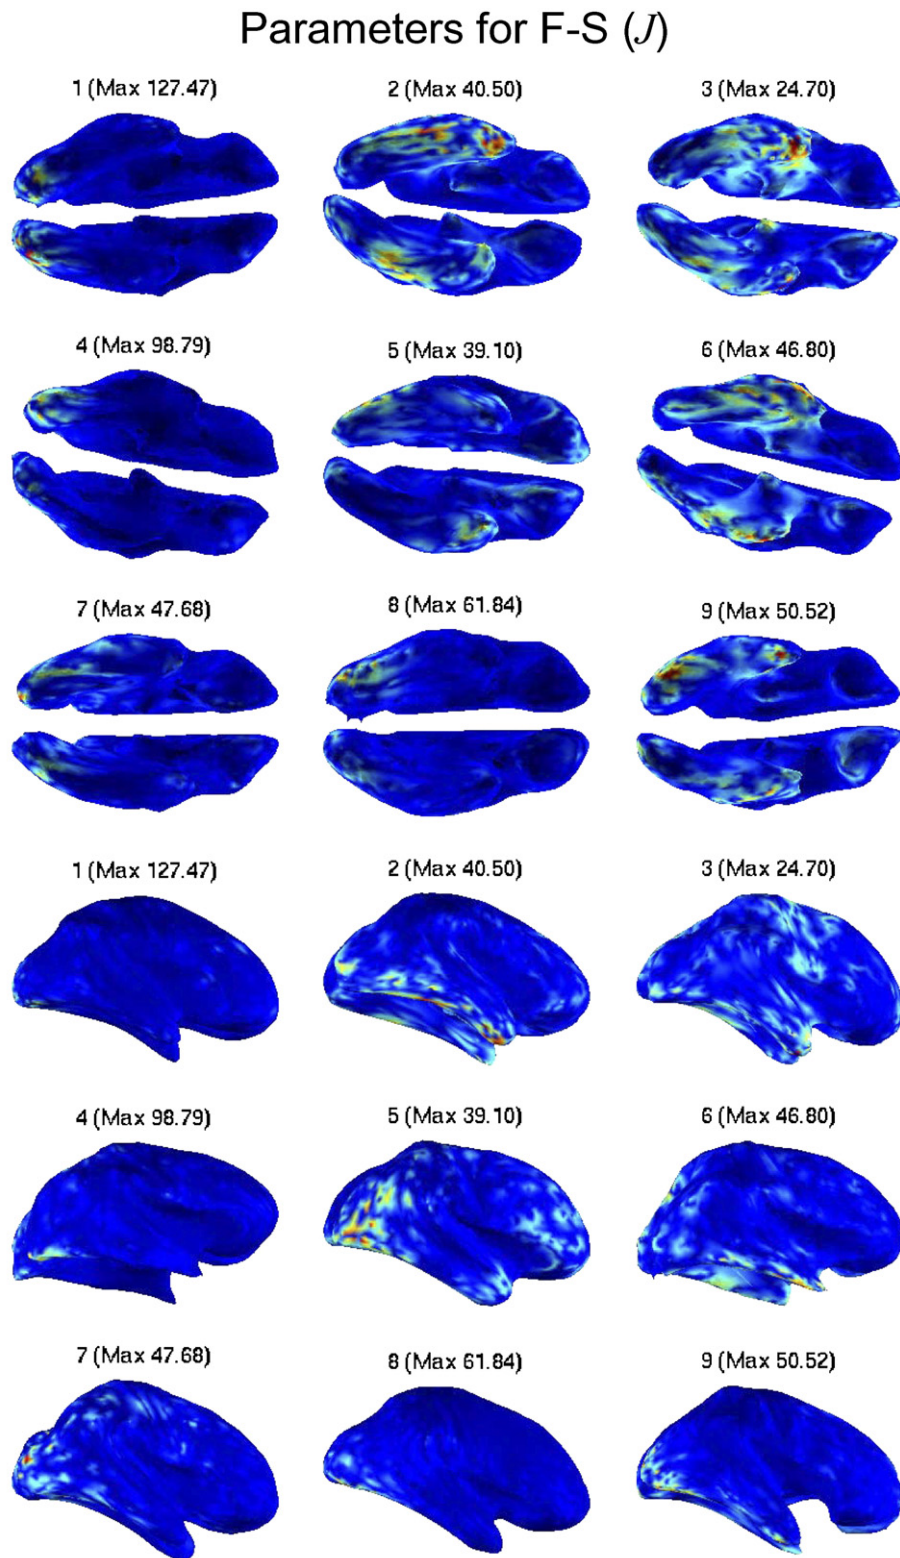 Parameters for F-S (J)
1 (Max 127.47)
2 (Max 40.50)
3 (Max 24.70)
4 (Max 98.79)
5 (Max 39.10)
6 (Max 46.80)
7 (Max 47.68)
8 (Max 61.84)
9 (Max 50.52)
1 (Max 127.47)
2 (Max 40.50)
3 (Max 24.70)
4 (Max 98.79)
5 (Max 39.10)
6 (Max 46.80)
7 (Max 47.68)
8 (Max 61.84)
9 (Max 50.52)